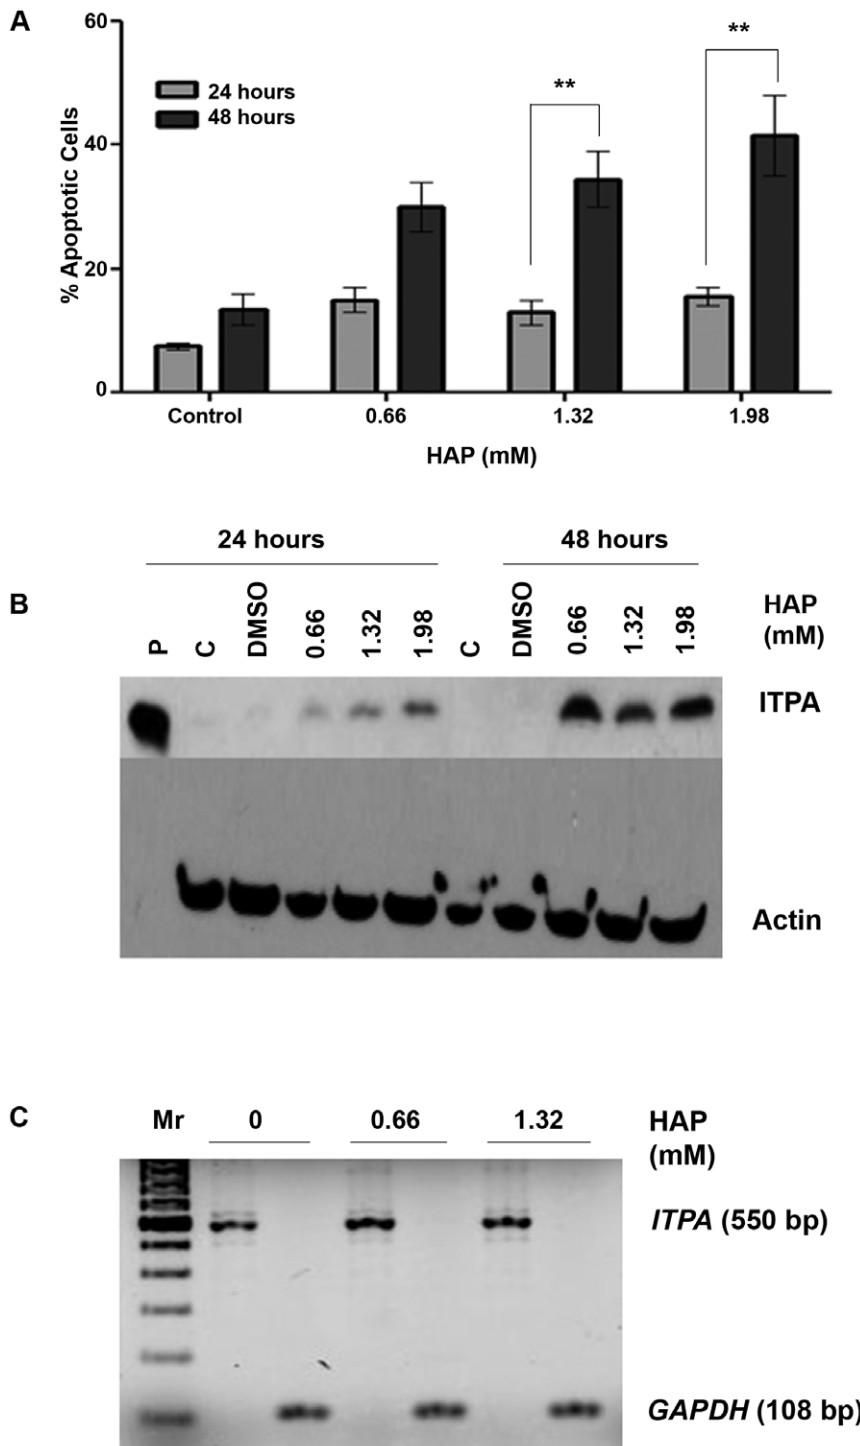 A
60
40
20
0
% Apoptotic Cells
24 hours
48 hours
**
**
Control 0.66 1.32 1.98
HAP (mM)
B
24 hours 48 hours
P C DMSO 0.66 1.32 1.98 C DMSO 0.66 1.32 1.98
HAP
(mM)
ITPA
Actin
C
Mr 0 0.66 1.32
HAP
(mM)
ITPA (550 bp)
GAPDH (108 bp)